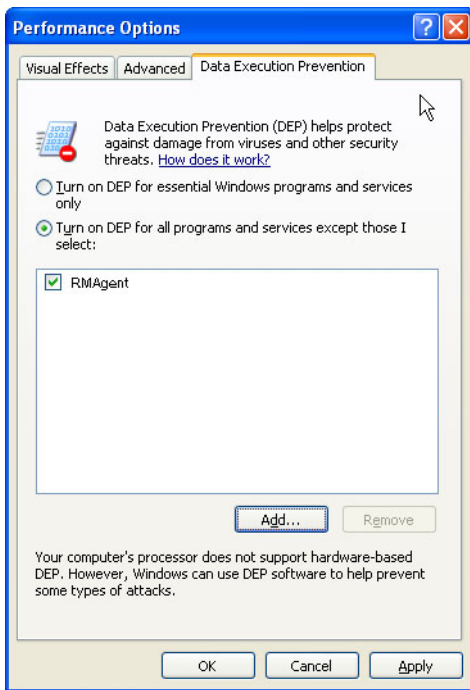 Performance Options
Visual Effects Advanced Data Execution Prevention
Data Execution Prevention (DEP) helps protect
against damage from viruses and other security
threats. How does it work?
Turn on DEP for essential Windows programs and services
only
Turn on DEP for all programs and services except those I
select:
RMAgent
Add... Remove
Your computer's processor does not support hardware-based
DEP. However, Windows can use DEP software to help prevent
some types of attacks.
OK Cancel Apply